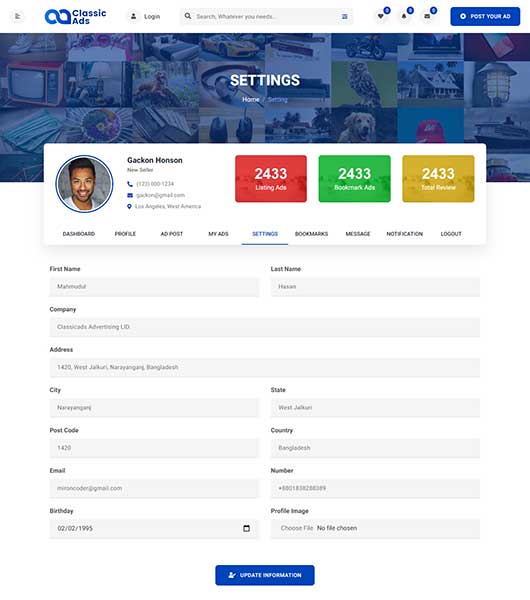 Classic
Ads
Login
Search, Whatever you needs...
0
0
0
POST YOUR AD
SETTINGS
Home / Setting
Gackon Honson
New Seller
(123) 000-1234
gackon@gmail.com
Los Angeles, West America
2433
Listing Ads
2433
Bookmark Ads
2433
Total Review
DASHBOARD PROFILE AD POST MY ADS SETTINGS BOOKMARKS MESSAGE NOTIFICATION LOGOUT
First Name Last Name
Mahmudul Hasan
Company
Classicads Advertising LID.
Address
1420, West Jalkuri, Narayanganj, Bangladesh
City State
Narayanganj West Jalkuri
Post Code Country
1420 Bangladesh
Email Number
mironcoder@gmail.com +8801838288389
Birthday Profile Image
02/02/1995 Choose File No file chosen
UPDATE INFORMATION